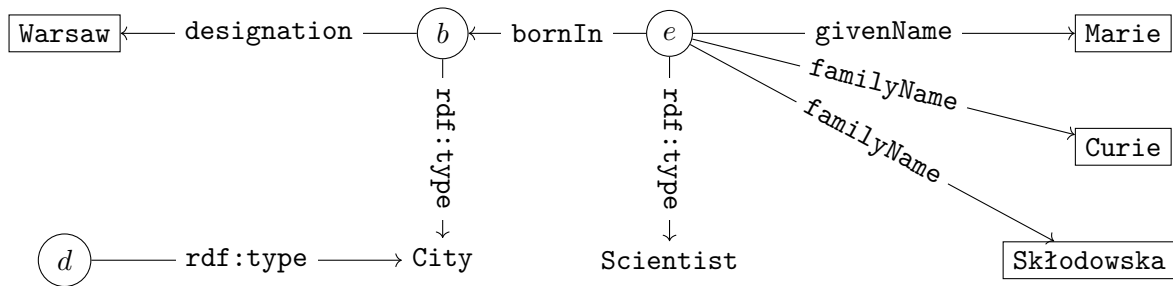 Warsaw designation b bornIn e givenName Marie
familyName
familyName
rdf:type
rdf:type
Curie
d rdf:type City Scientist Skłodowska